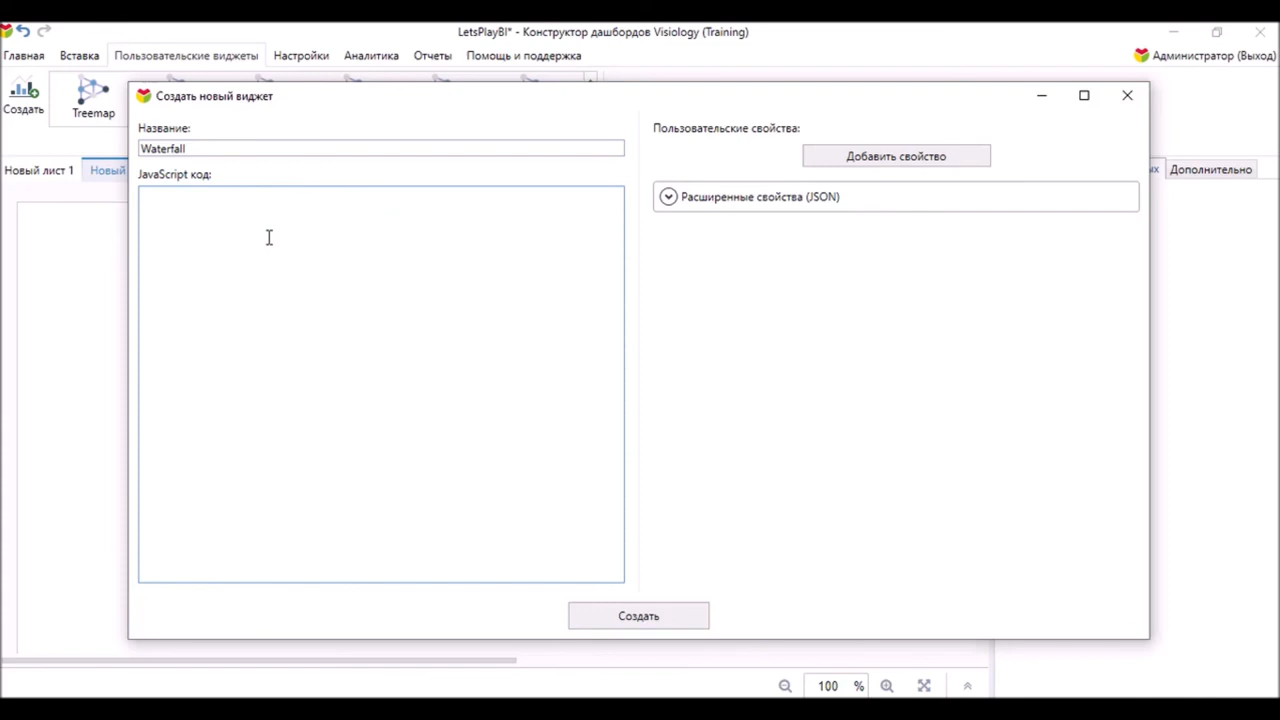 LetsPlayBI* - Конструктор дашбордов Visiology (Training)
Главная Вставка Пользовательские виджеты Настройки Аналитика Отчеты Помощь и поддержка Администратор (Выход)
Создать Treemap
Создать новый виджет
Название:
Waterfall
JavaScript код:
Пользовательские свойства:
Добавить свойство
Расширенные свойства (JSON)
Новый лист 1 Новый
Дополнительно
Создать
100 %